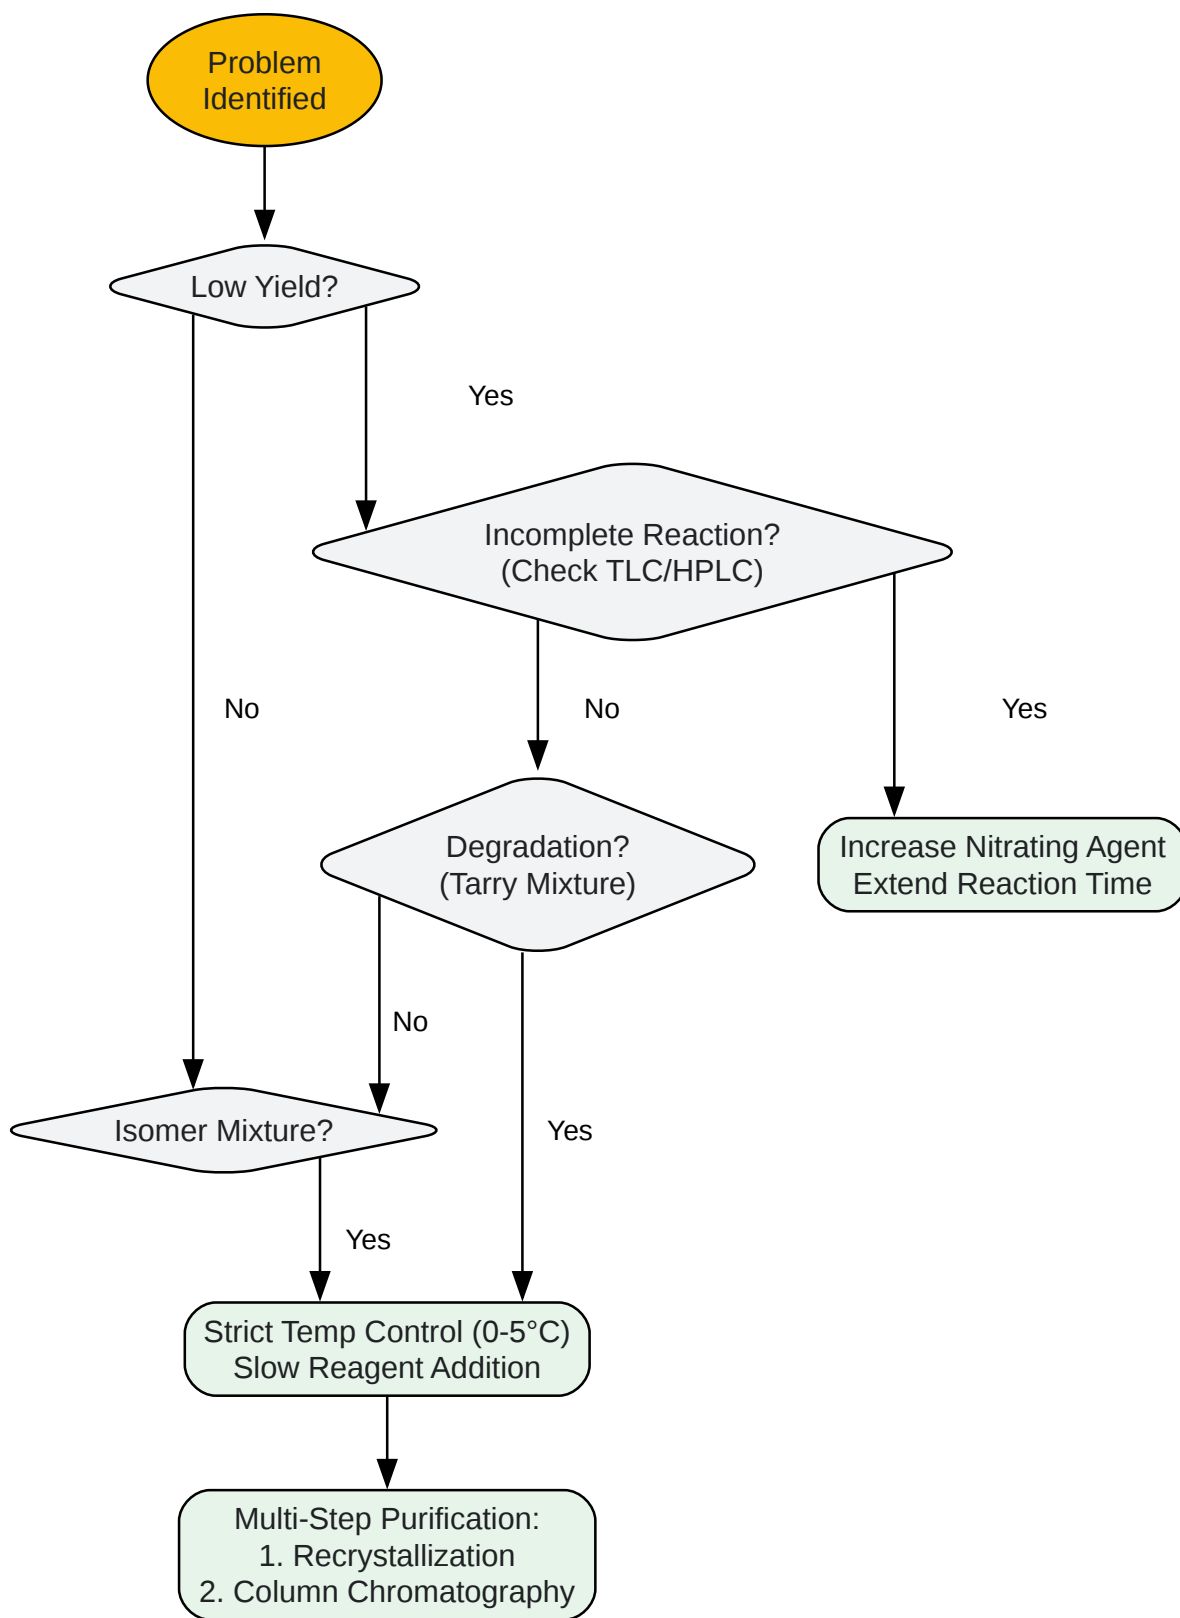 Problem
Identified
Low Yield?
Yes
Incomplete Reaction?
(Check TLC/HPLC)
No
No
Yes
Degradation?
(Tarry Mixture)
Increase Nitrating Agent
Extend Reaction Time
No
Isomer Mixture?
Yes
Yes
Strict Temp Control (0-5°C)
Slow Reagent Addition
Multi-Step Purification:
1. Recrystallization
2. Column Chromatography